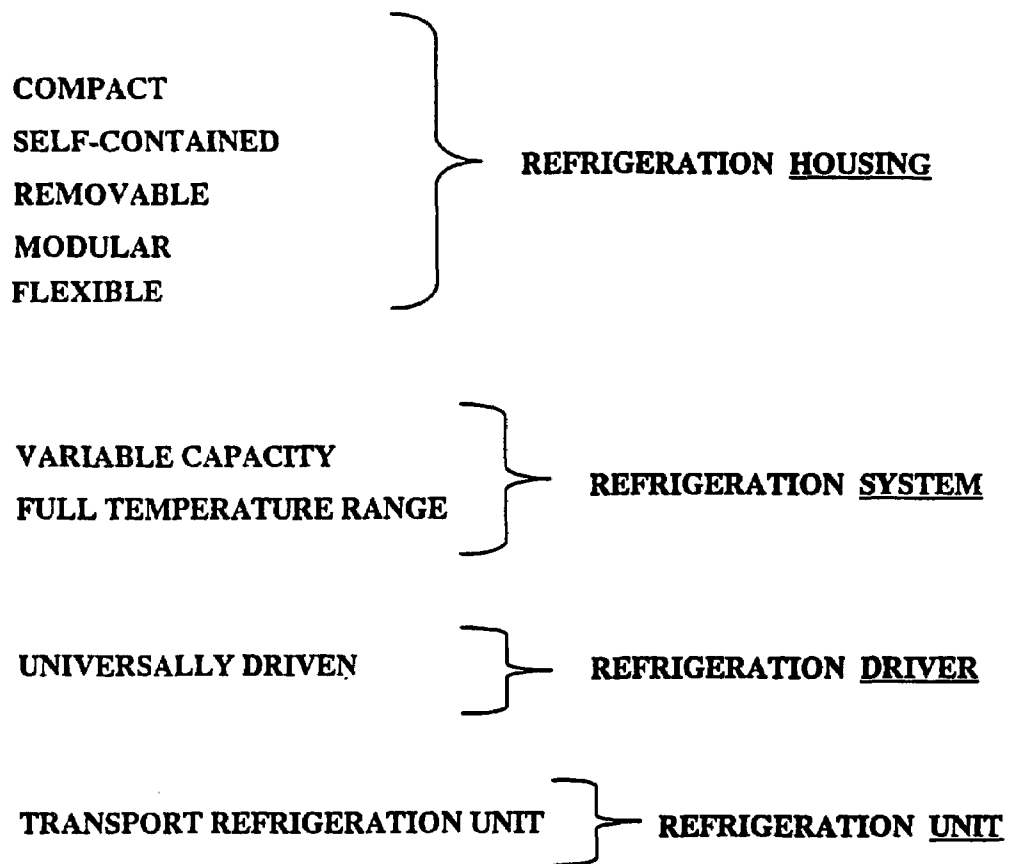 COMPACT
SELF-CONTAINED
REMOVABLE
MODULAR
FLEXIBLE
REFRIGERATION HOUSING
VARIABLE CAPACITY
FULL TEMPERATURE RANGE
REFRIGERATION SYSTEM
UNIVERSALLY DRIVEN
REFRIGERATION DRIVER
TRANSPORT REFRIGERATION UNIT
REFRIGERATION UNIT